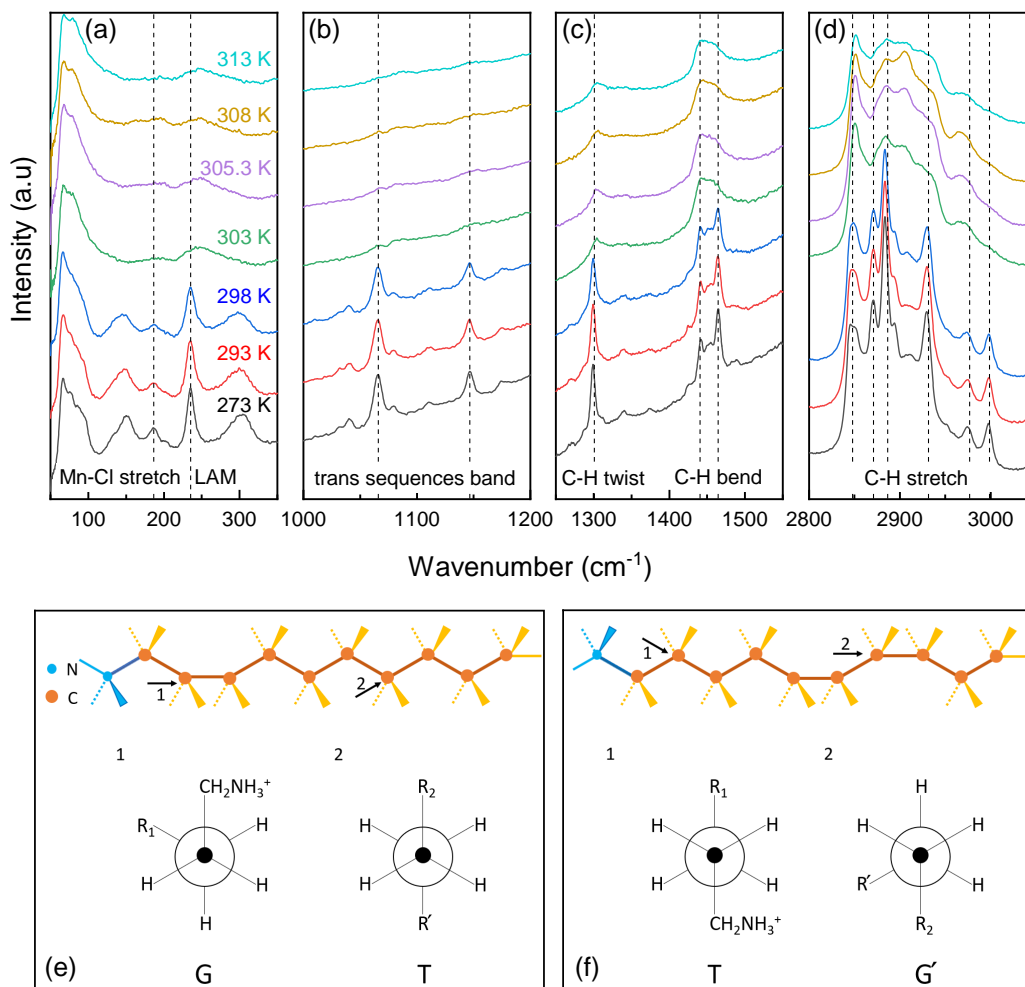 Intensity (a.u)
(a)
313 K
308 K
305.3 K
303 K
298 K
293 K
273 K
Mn-Cl stretch LAM
100 200 300
(b)
trans sequences band
1000 1100 1200
(c)
C-H twist C-H bend
1300 1400 1500
(d)
C-H stretch
2800 2900 3000
Wavenumber (cm⁻¹)
N
C
1
2
1 2
CH₂NH₃⁺
R₁ H
H H
H
R₂
H H
H H
R′
(e) G T
1
2
1 2
R₁
H H
H H
CH₂NH₃⁺
H
H H
R′ H
R₂
(f) T G′